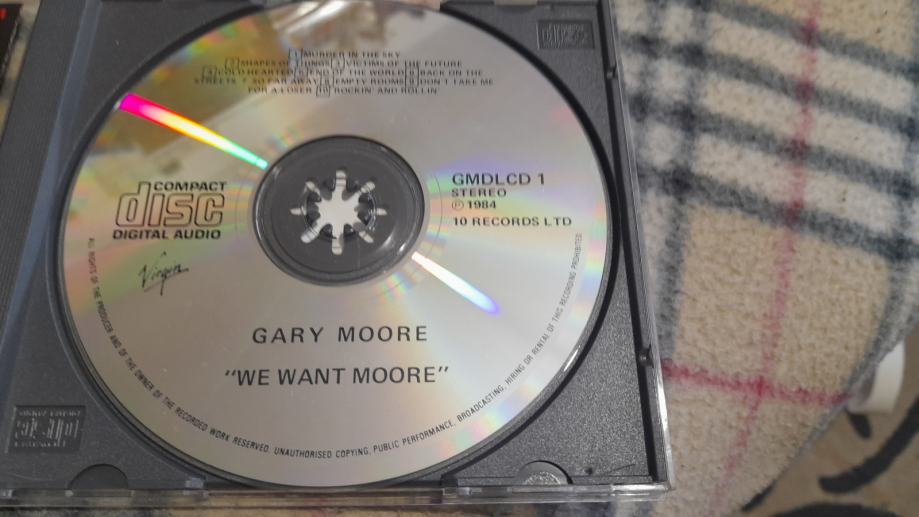 1 MURDER IN THE SKY
2 SHAPES OF THINGS 3 VICTIMS OF THE FUTURE
4 COLD HEARTED 5 END OF THE WORLD 6 BACK ON THE
STREETS 7 SO FAR AWAY 8 EMPTY ROOMS 9 DON'T TAKE ME
FOR A LOSER 10 ROCKIN' AND ROLLIN'
COMPACT
disc
DIGITAL AUDIO
GMDLCD 1
STEREO
Ⓟ 1984
10 RECORDS LTD
Virgin
GARY MOORE
"WE WANT MOORE"
ALL RIGHTS OF THE PRODUCER AND OF THE OWNER OF THE RECORDED WORK RESERVED. UNAUTHORISED COPYING, PUBLIC PERFORMANCE, BROADCASTING, HIRING OR RENTAL OF THIS RECORDING PROHIBITED